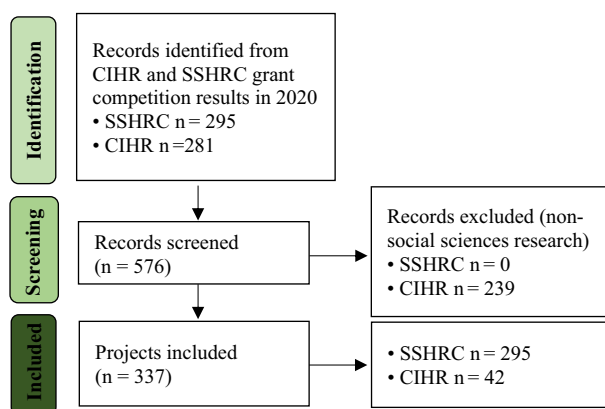 Identification
Records identified from
CIHR and SSHRC grant
competition results in 2020
• SSHRC n = 295
• CIHR n =281
Screening
Records screened
(n = 576)
Records excluded (non-
social sciences research)
• SSHRC n = 0
• CIHR n = 239
Included
Projects included
(n = 337)
• SSHRC n = 295
• CIHR n = 42